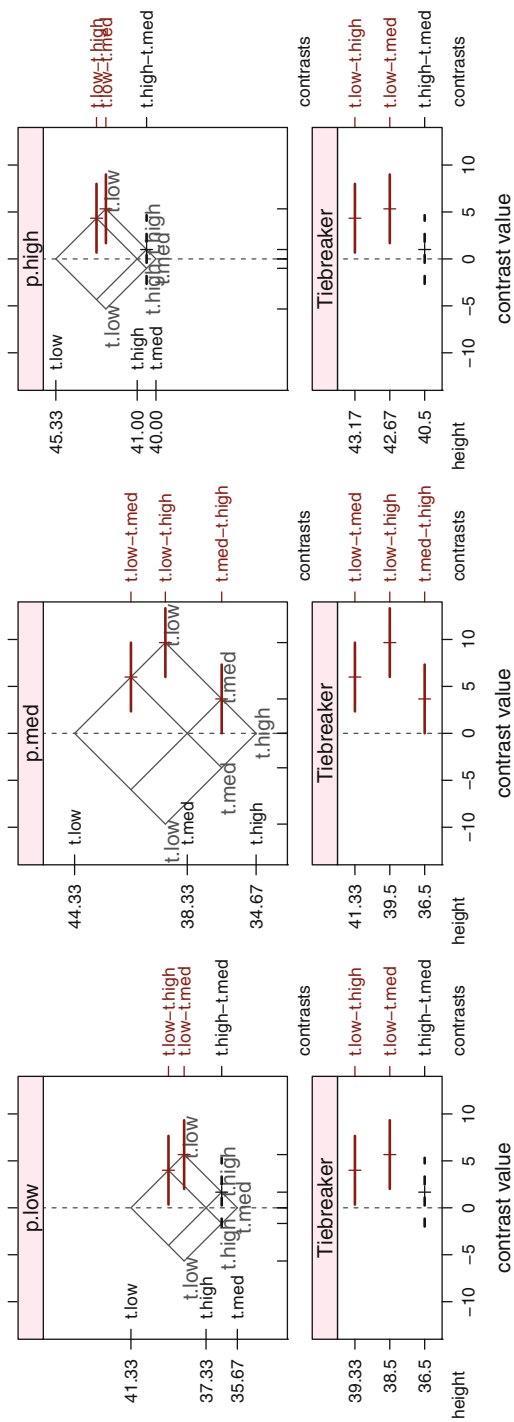 p.low
t.low
t.high
t.med
41.33
37.33
35.67
t.low
t.high
t.med
t.low
t.high
t.low−t.high
t.low−t.med
t.high−t.med
contrasts
Tiebreaker
39.33
38.5
36.5
height
t.low−t.high
t.low−t.med
t.high−t.med
contrasts
−10 −5 0 5 10
contrast value
p.med
t.low
t.med
t.high
44.33
38.33
34.67
t.low
t.med
t.high
t.low
t.med
t.low−t.med
t.low−t.high
t.med−t.high
contrasts
Tiebreaker
41.33
39.5
36.5
height
t.low−t.med
t.low−t.high
t.med−t.high
contrasts
−10 −5 0 5 10
contrast value
p.high
t.low
t.high
t.med
45.33
41.00
40.00
t.low
t.high
t.med
t.low
t.high
t.low−t.high
t.low−t.med
t.high−t.med
contrasts
Tiebreaker
43.17
42.67
40.5
height
t.low−t.high
t.low−t.med
t.high−t.med
contrasts
−10 −5 0 5 10
contrast value